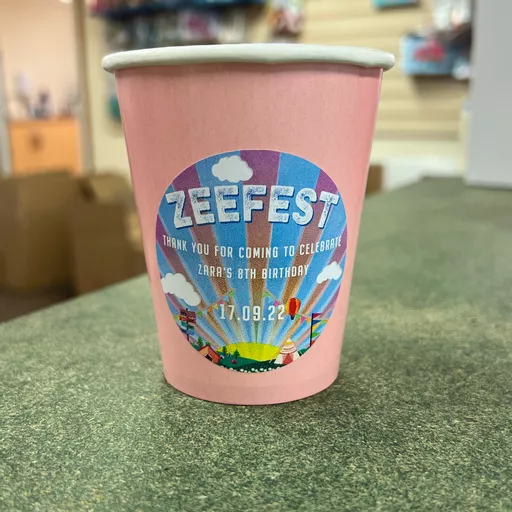 ZEEFEST
THANK YOU FOR COMING TO CELEBRATE
ZARA'S 8TH BIRTHDAY
17.09.22